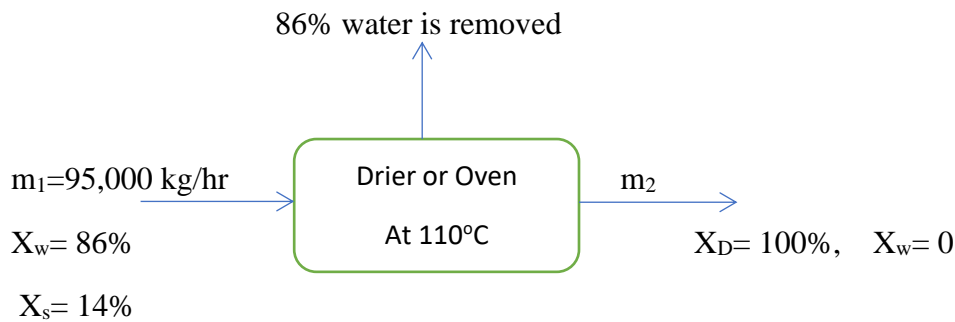 86% water is removed
m₁=95,000 kg/hr
Drier or Oven
m₂
At 110°C
X_w= 86%
X_D= 100%, X_w= 0
X_s= 14%